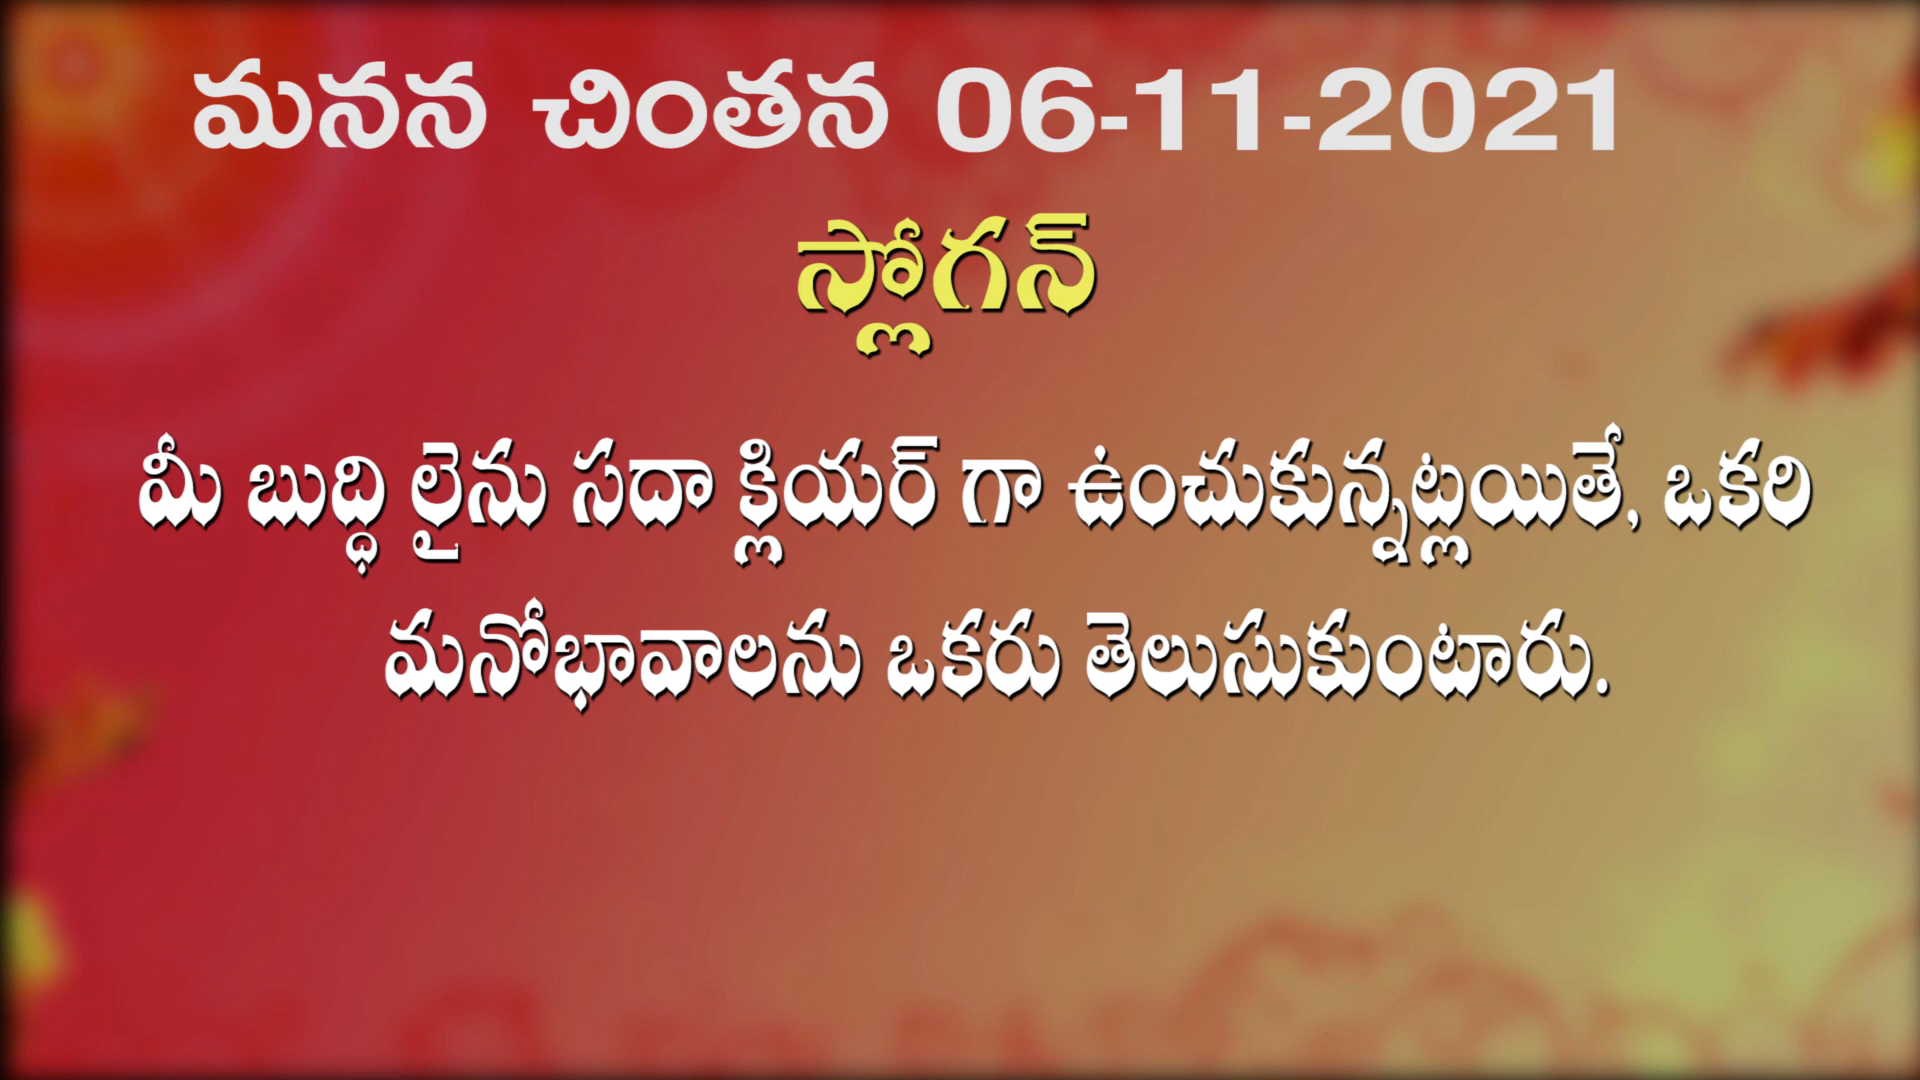 మనన చింతన 06-11-2021
స్లోగన్
మీ బుద్ధి లైను సదా క్లియర్ గా ఉంచుకున్నట్లయితే, ఒకరి
మనోభావాలను ఒకరు తెలుసుకుంటారు.